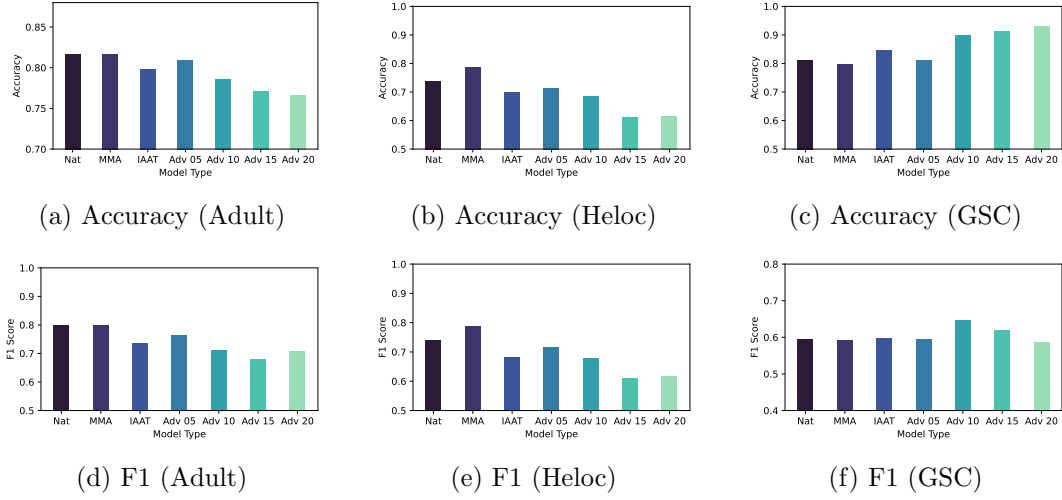 0.85
0.80
0.75
0.70
Accuracy
Nat MMA IAAT Adv 05 Adv 10 Adv 15 Adv 20
Model Type
(a) Accuracy (Adult)
1.0
0.9
0.8
0.7
0.6
0.5
Accuracy
Nat MMA IAAT Adv 05 Adv 10 Adv 15 Adv 20
Model Type
(b) Accuracy (Heloc)
1.0
0.9
0.8
0.7
0.6
0.5
Accuracy
Nat MMA IAAT Adv 05 Adv 10 Adv 15 Adv 20
Model Type
(c) Accuracy (GSC)
1.0
0.9
0.8
0.7
0.6
0.5
F1 Score
Nat MMA IAAT Adv 05 Adv 10 Adv 15 Adv 20
Model Type
(d) F1 (Adult)
1.0
0.9
0.8
0.7
0.6
0.5
F1 Score
Nat MMA IAAT Adv 05 Adv 10 Adv 15 Adv 20
Model Type
(e) F1 (Heloc)
0.8
0.7
0.6
0.5
0.4
F1 Score
Nat MMA IAAT Adv 05 Adv 10 Adv 15 Adv 20
Model Type
(f) F1 (GSC)